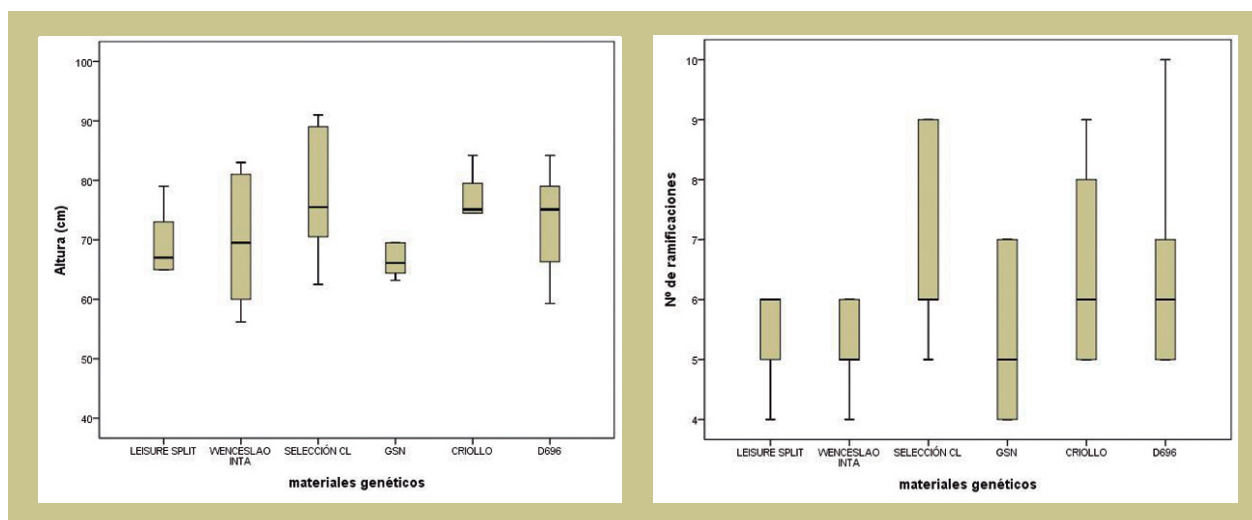 100
90
80
70
60
50
40
Altura (cm)
LEISURE SPLIT
WENCESLAO
INTA
SELECCIÓN CL
GSN
CRIOLLO
D696
materiales genéticos
10
9
8
7
6
5
4
Nº de ramificaciones
LEISURE SPLIT
WENCESLAO
INTA
SELECCIÓN CL
GSN
CRIOLLO
D696
materiales genéticos